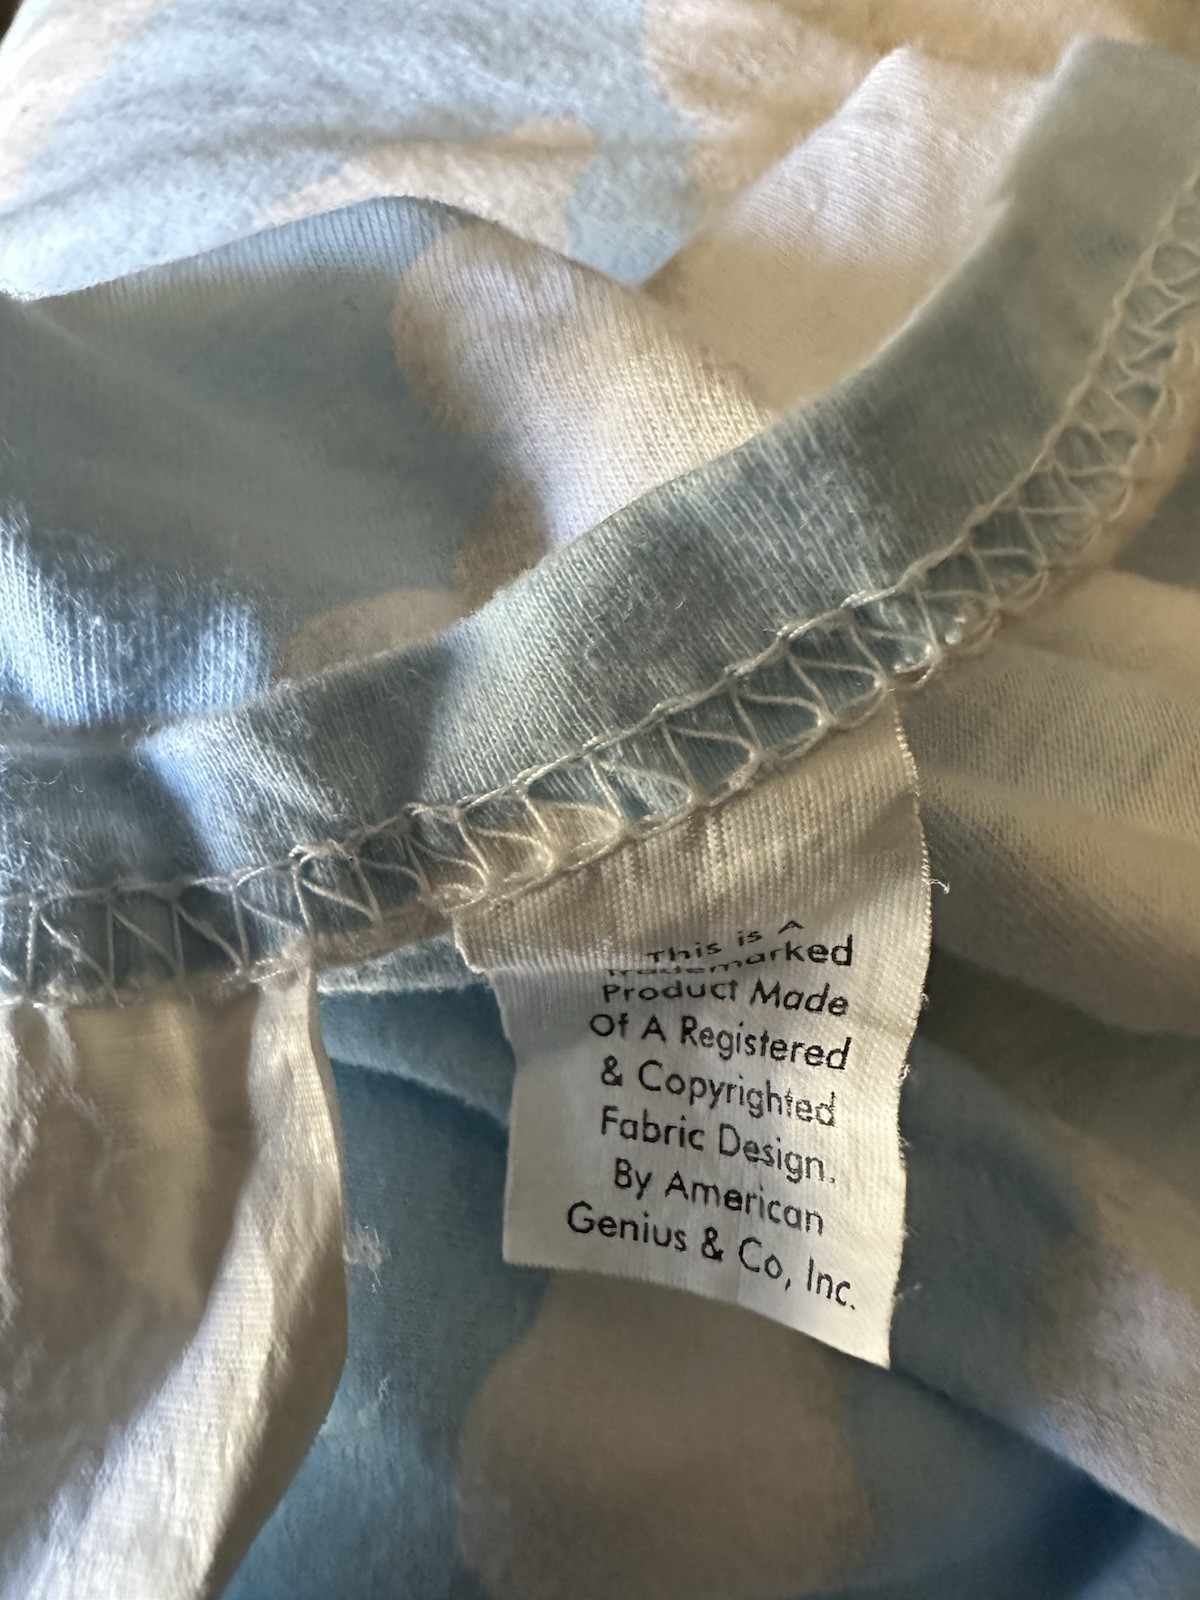 This is A
Trademarked
Product Made
Of A Registered
& Copyrighted
Fabric Design.
By American
Genius & Co, Inc.